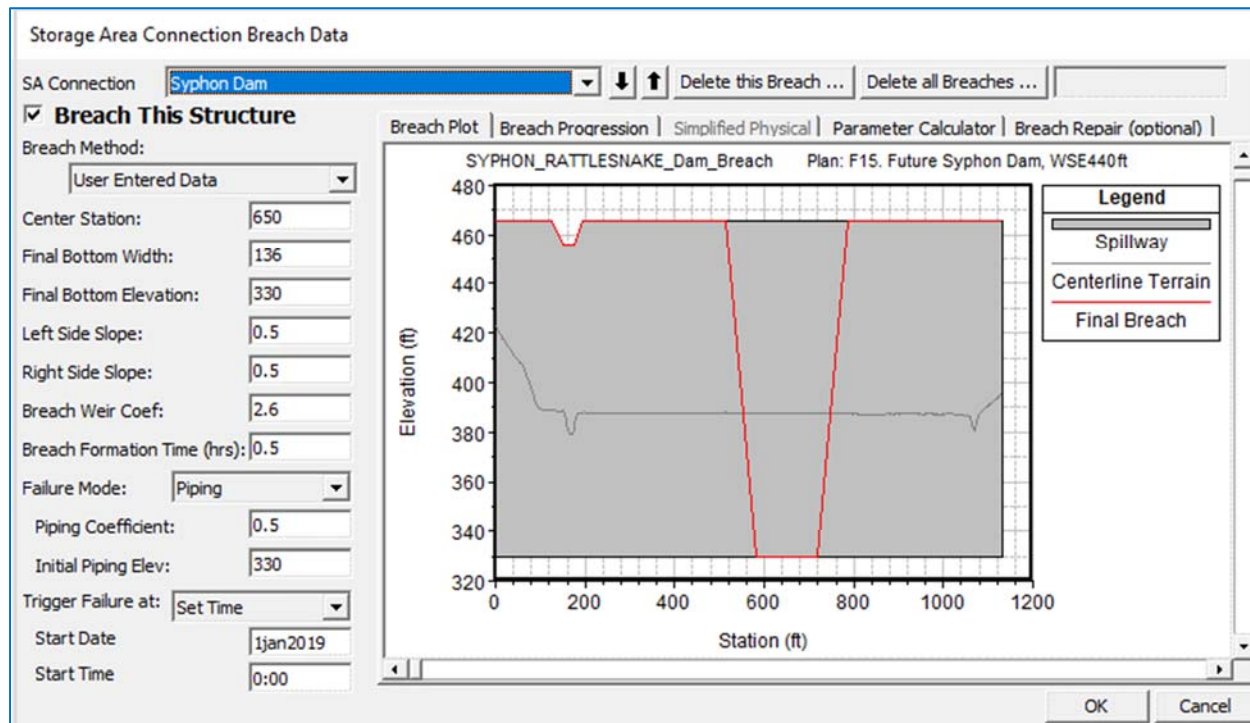 Storage Area Connection Breach Data
SA Connection Syphon Dam Delete this Breach ... Delete all Breaches ...
Breach This Structure
Breach Method:
User Entered Data
Center Station: 650
Final Bottom Width: 136
Final Bottom Elevation: 330
Left Side Slope: 0.5
Right Side Slope: 0.5
Breach Weir Coef: 2.6
Breach Formation Time (hrs): 0.5
Failure Mode: Piping
Piping Coefficient: 0.5
Initial Piping Elev: 330
Trigger Failure at: Set Time
Start Date 1jan2019
Start Time 0:00
Breach Plot Breach Progression Simplified Physical Parameter Calculator Breach Repair (optional)
SYPHON_RATTLESNAKE_Dam_Breach Plan: F15. Future Syphon Dam, WSE440ft
480
460
440
420
400
380
360
340
320
Elevation (ft)
0 200 400 600 800 1000 1200
Station (ft)
Legend
Spillway
Centerline Terrain
Final Breach
OK Cancel